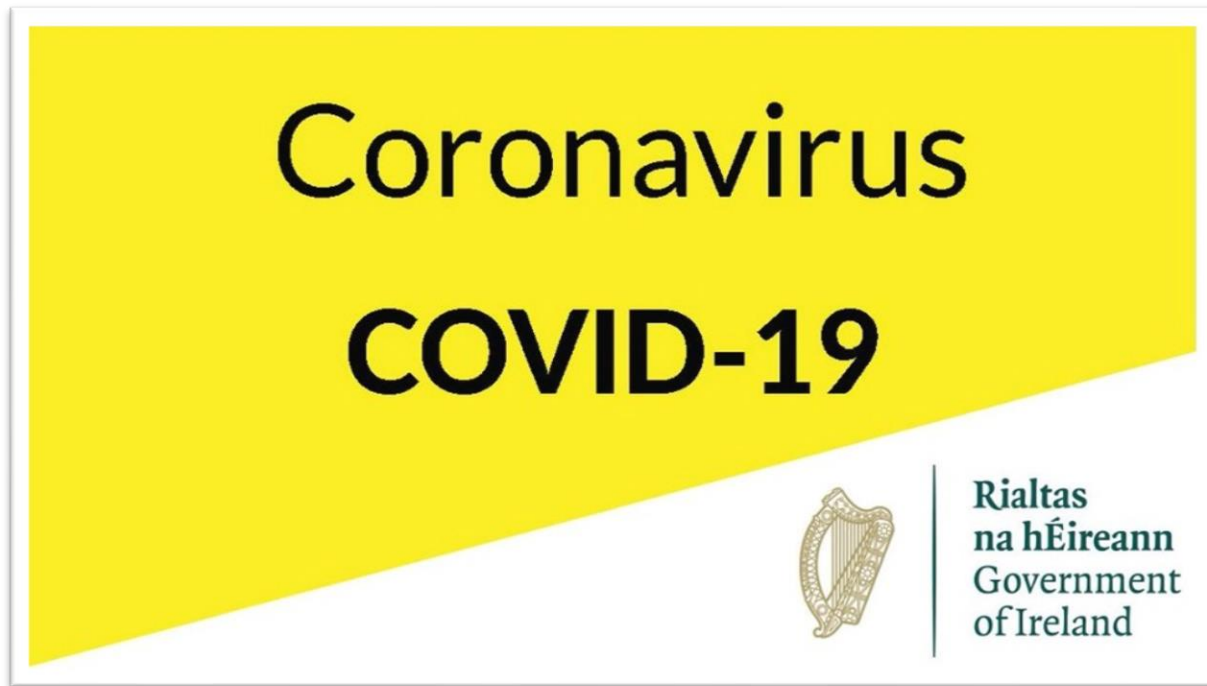 Coronavirus
COVID-19
Rialtas
na hÉireann
Government
of Ireland